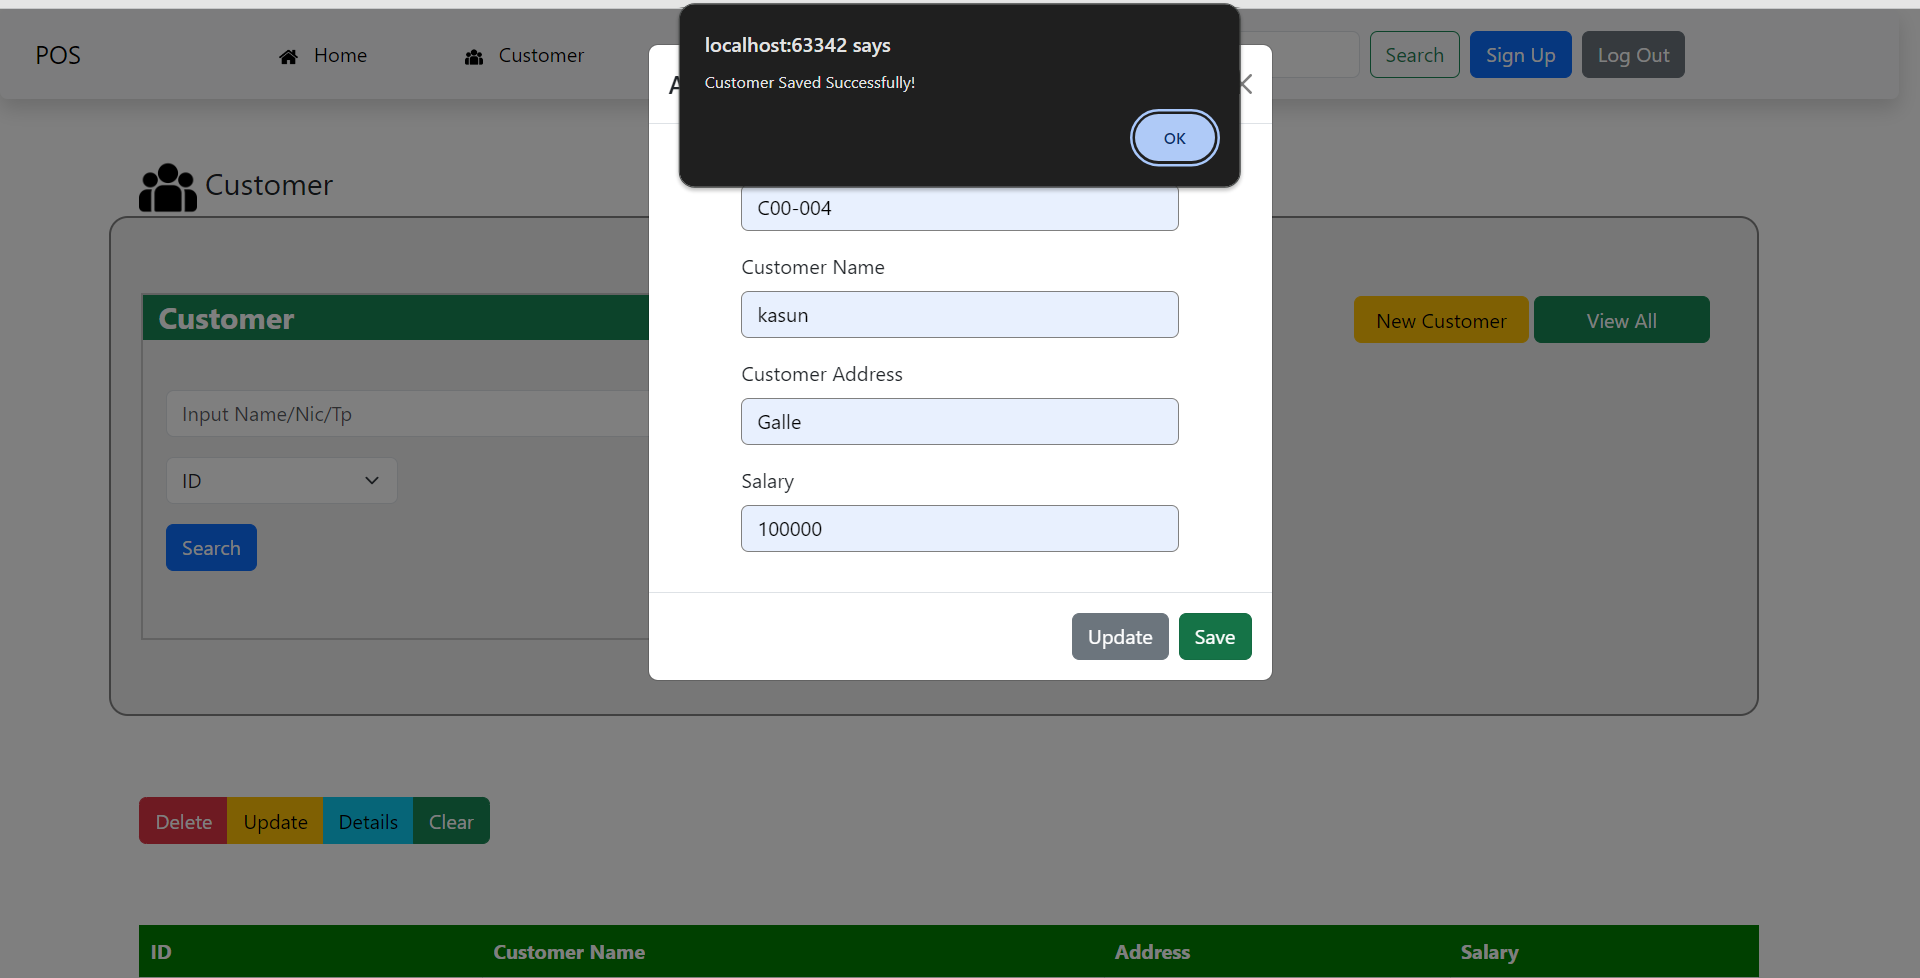 POS
Home
Customer
Search
Sign Up
Log Out
localhost:63342 says
Customer Saved Successfully!
OK
Customer
Customer
Input Name/Nic/Tp
ID
Search
New Customer
View All
C00-004
Customer Name
kasun
Customer Address
Galle
Salary
100000
Update
Save
Delete
Update
Details
Clear
ID Customer Name Address Salary